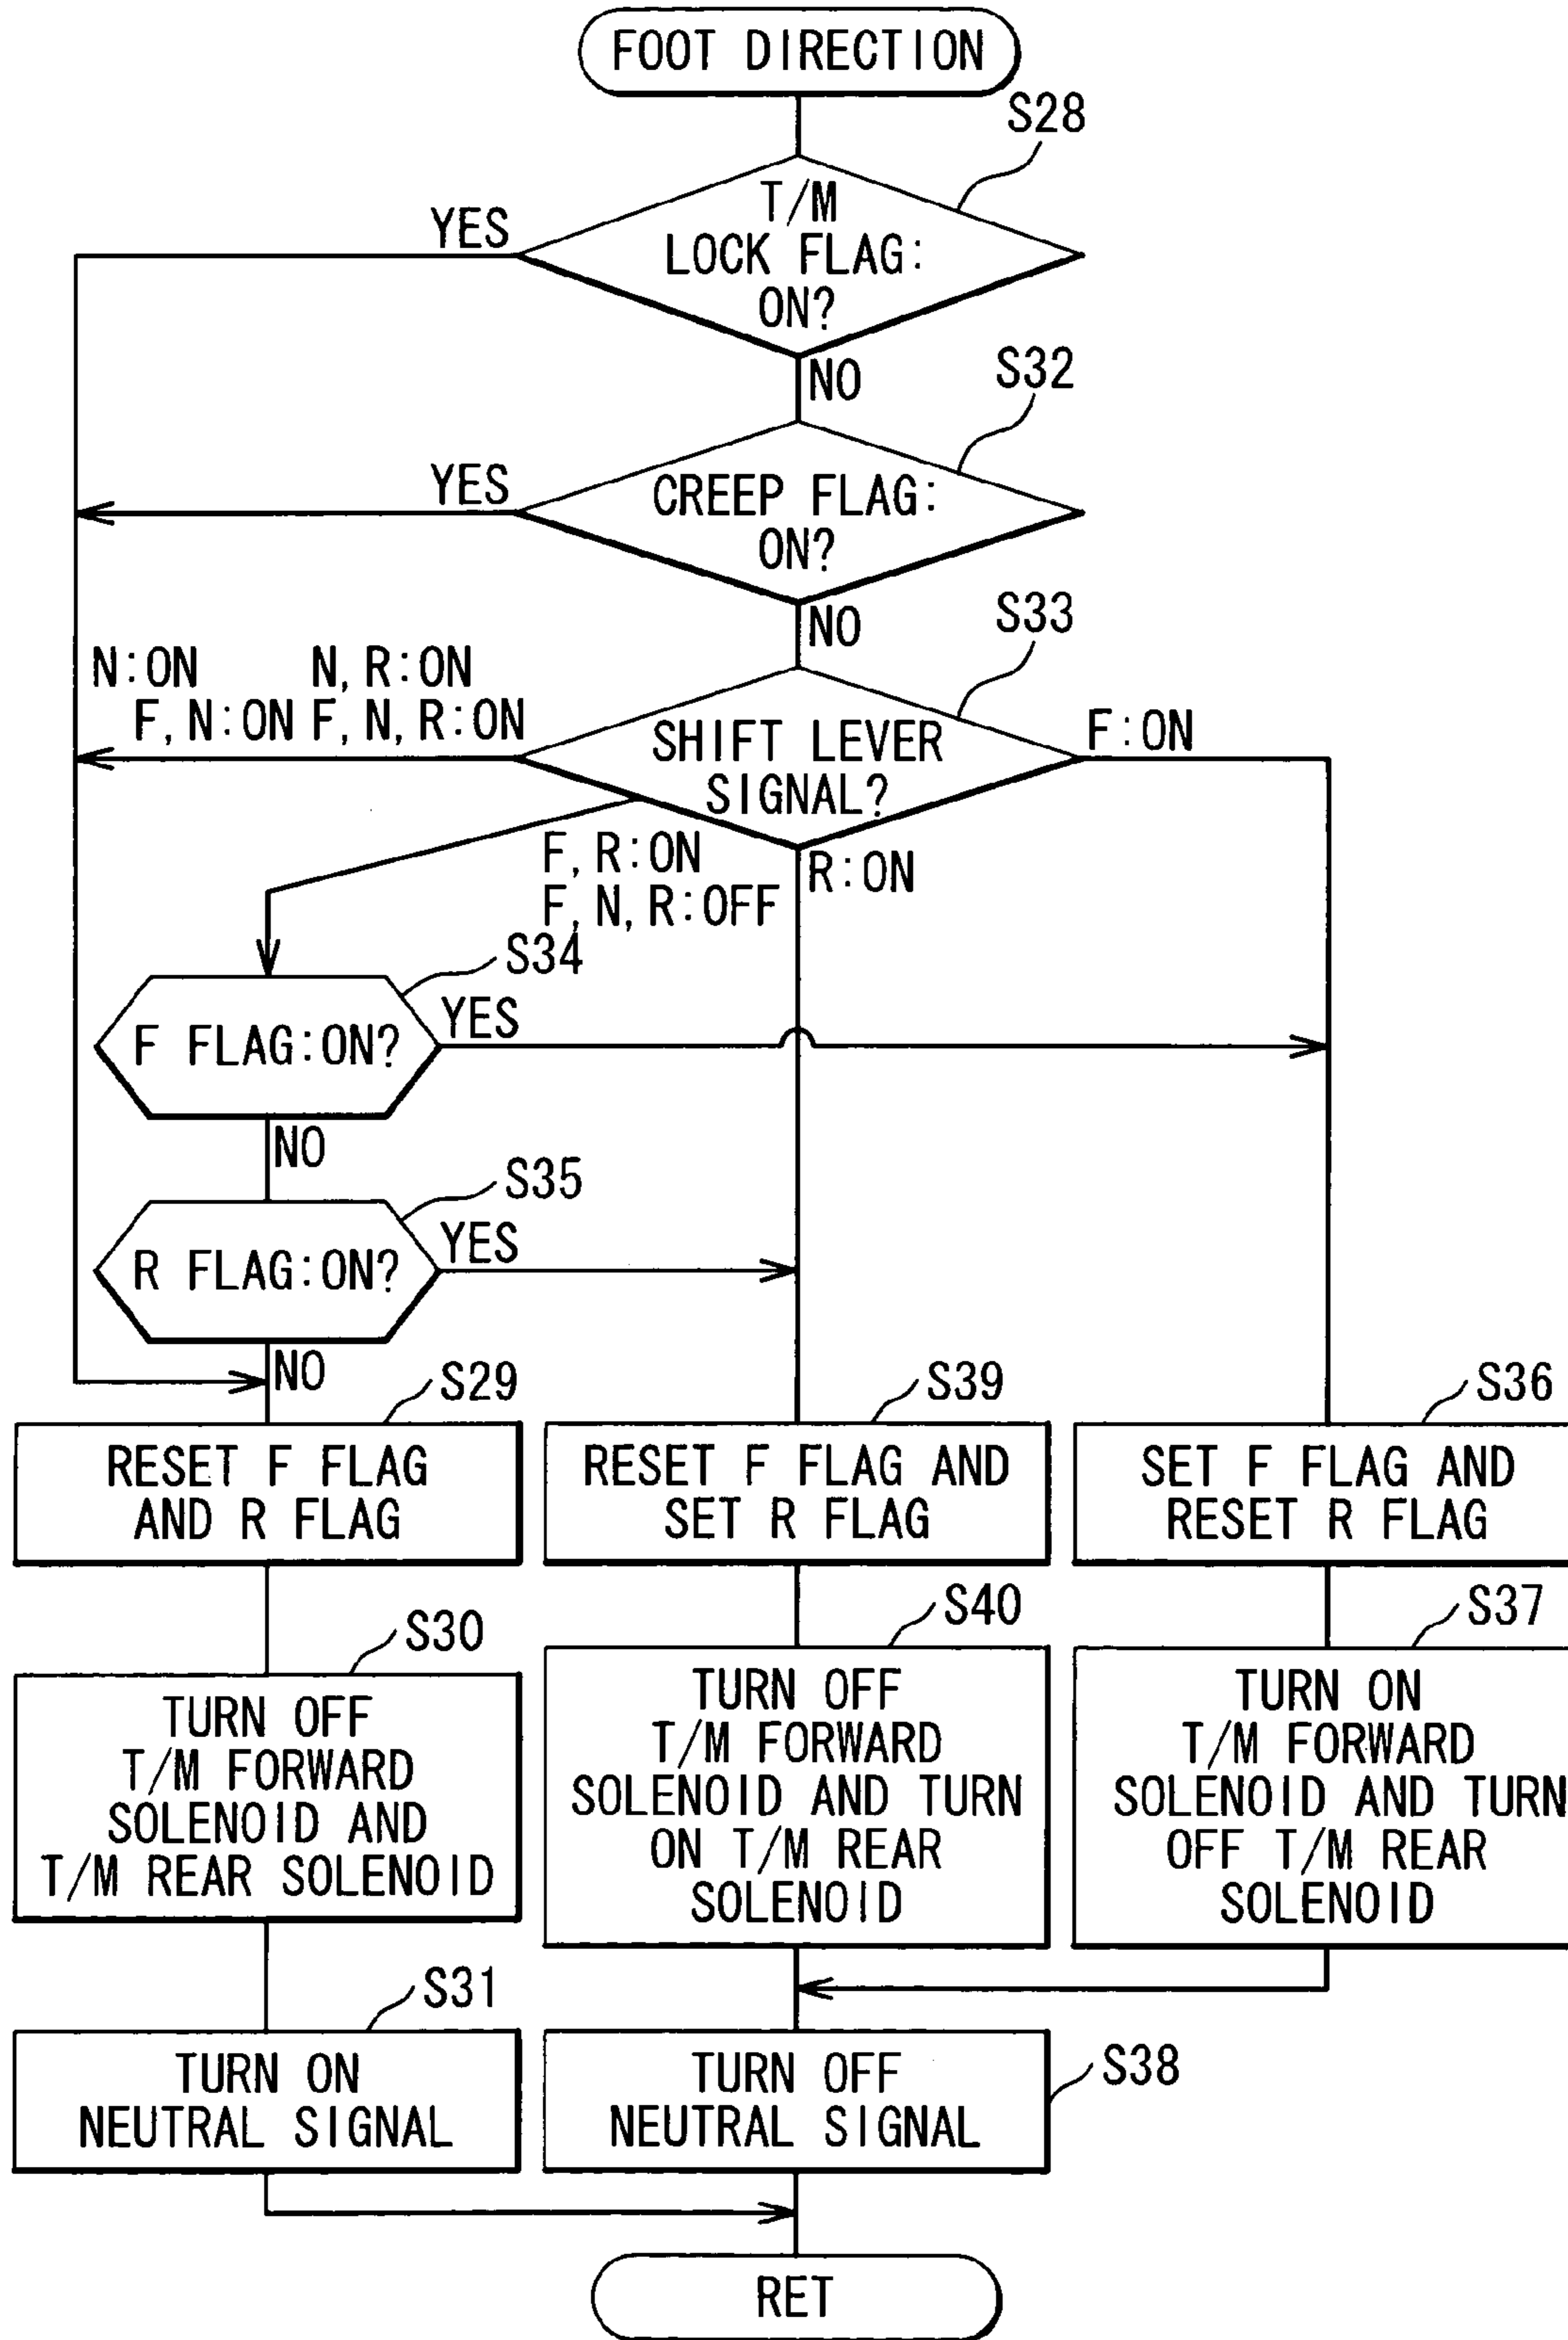 FOOT DIRECTION
S28
T/M
LOCK FLAG:
ON?
YES
NO
S32
CREEP FLAG:
ON?
YES
NO
S33
N:ON N,R:ON
F,N:ON F,N,R:ON
SHIFT LEVER
SIGNAL?
F:ON
F,R:ON
F,N,R:OFF
R:ON
S34
F FLAG:ON?
YES
NO
S35
R FLAG:ON?
YES
NO
S29
RESET F FLAG
AND R FLAG
S39
RESET F FLAG AND
SET R FLAG
S36
SET F FLAG AND
RESET R FLAG
S30
TURN OFF
T/M FORWARD
SOLENOID AND
T/M REAR SOLENOID
S40
TURN OFF
T/M FORWARD
SOLENOID AND TURN
ON T/M REAR
SOLENOID
S37
TURN ON
T/M FORWARD
SOLENOID AND TURN
OFF T/M REAR
SOLENOID
S31
TURN ON
NEUTRAL SIGNAL
S38
TURN OFF
NEUTRAL SIGNAL
RET